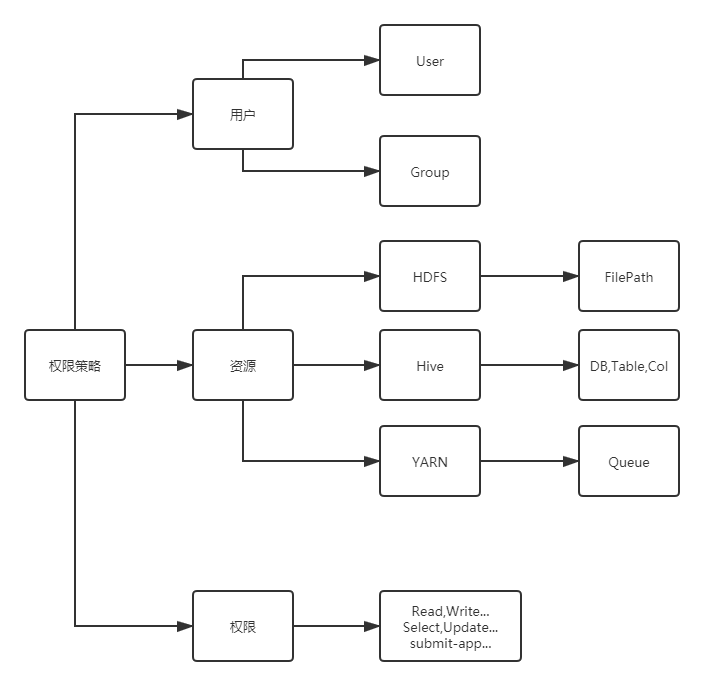 User
用户
Group
HDFS
FilePath
权限策略
资源
Hive
DB,Table,Col
YARN
Queue
权限
Read,Write...
Select,Update...
submit-app...